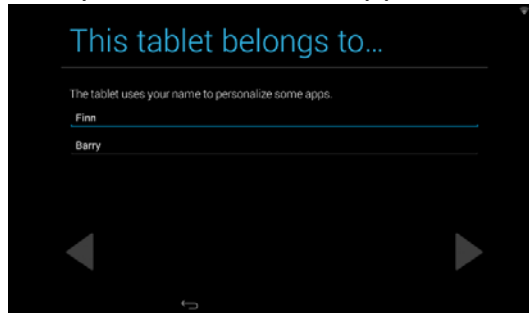 This tablet belongs to...
The tablet uses your name to personalize some apps.
Finn
Barry